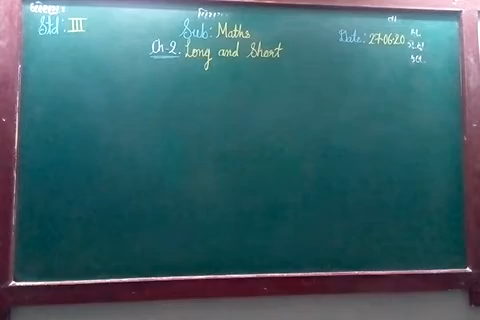 Std: III
Sub: Maths
Date: 27-06-20
Ch-2. Long and Short